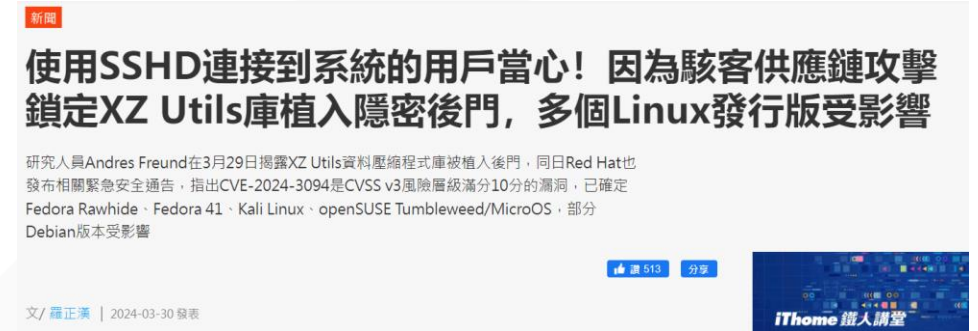 新聞
使用SSHD連接到系統的用戶當心！因為駭客供應鏈攻擊
鎖定XZ Utils庫植入隱密後門，多個Linux發行版受影響
研究人員Andres Freund在3月29日揭露XZ Utils資料壓縮程式庫被植入後門，同日Red Hat也
發布相關緊急安全通告，指出CVE-2024-3094是CVSS v3風險層級滿分10分的漏洞，已確定
Fedora Rawhide、Fedora 41、Kali Linux、openSUSE Tumbleweed/MicroOS，部分
Debian版本受影響
讚 513 分享
文/ 羅正漢 | 2024-03-30 發表
iThome 鐵人講堂